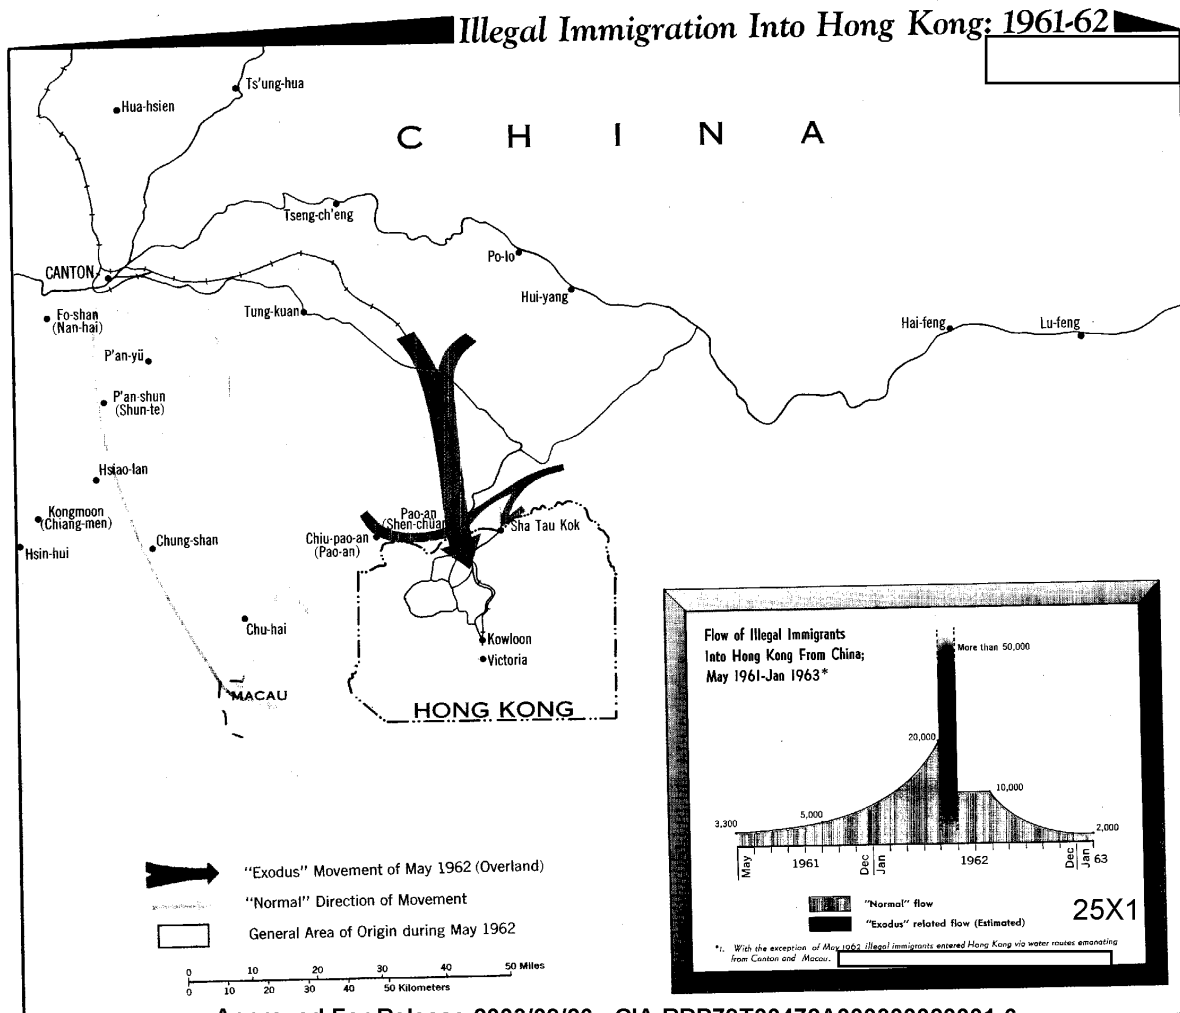 Illegal Immigration Into Hong Kong: 1961-62
Ts'ung-hua
Hua-hsien
C H I N A
Tseng-ch'eng
Po-lo
CANTON
Hui-yang
Tung-kuan
Fo-shan
(Nan-hai)
Hai-feng
Lu-feng
P'an-yü
P'an-shun
(Shun-te)
Hsiao-lan
Kongmoon
(Chiang-men)
Pao-an
(Shen-chuan
Sha Tau Kok
Chung-shan
Chiu-pao-an
(Pao-an)
Hsin-hui
Chu-hai
Kowloon
Victoria
MACAU
HONG KONG
Flow of Illegal Immigrants
Into Hong Kong From China;
May 1961-Jan 1963*
More than 50,000
20,000
10,000
5,000
3,300
2,000
May 1961 Dec Jan 1962 Dec Jan 63
"Normal" flow
"Exodus" related flow (Estimated)
25X1
*1. With the exception of May 1962 illegal immigrants entered Hong Kong via water routes emanating
from Canton and Macau.
"Exodus" Movement of May 1962 (Overland)
"Normal" Direction of Movement
General Area of Origin during May 1962
0 10 20 30 50 Miles
0 10 20 30 40 50 Kilometers